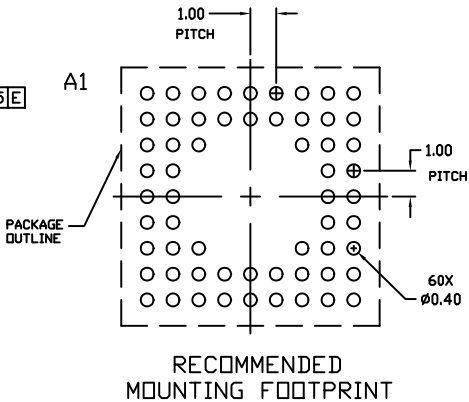 1.00
PITCH
A1
E
1.00
PITCH
PACKAGE
OUTLINE
60X
Ø0.40
RECOMMENDED
MOUNTING FOOTPRINT